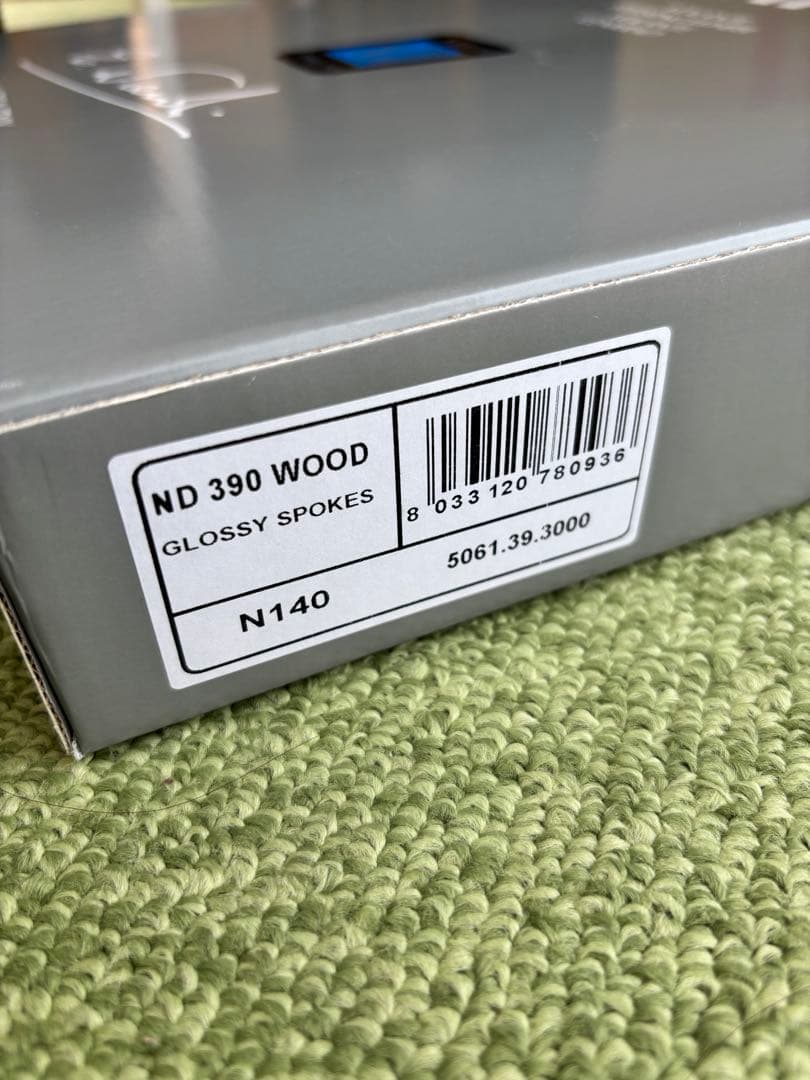 ND 390 WOOD
GLOSSY SPOKES
8 033120 780936
N140
5061.39.3000